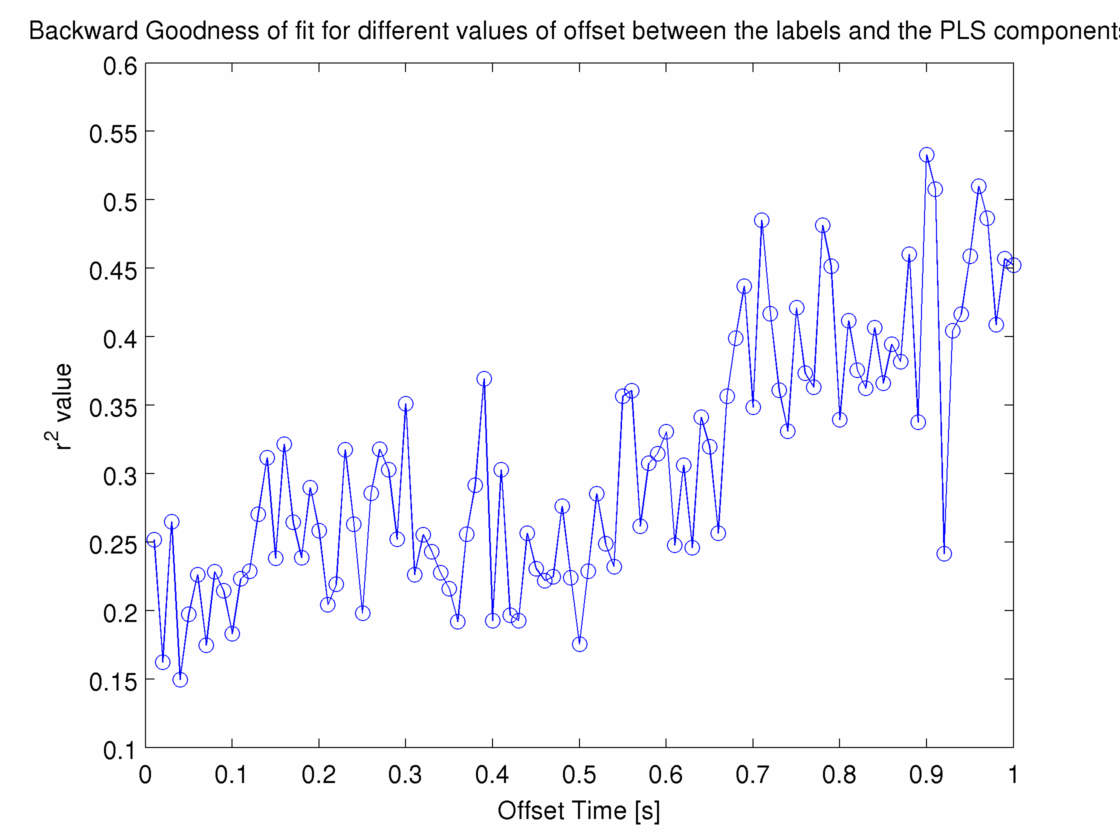 Backward Goodness of fit for different values of offset between the labels and the PLS components
0.6
0.55
0.5
0.45
0.4
0.35
0.3
0.25
0.2
0.15
0.1
r² value
0 0.1 0.2 0.3 0.4 0.5 0.6 0.7 0.8 0.9 1
Offset Time [s]